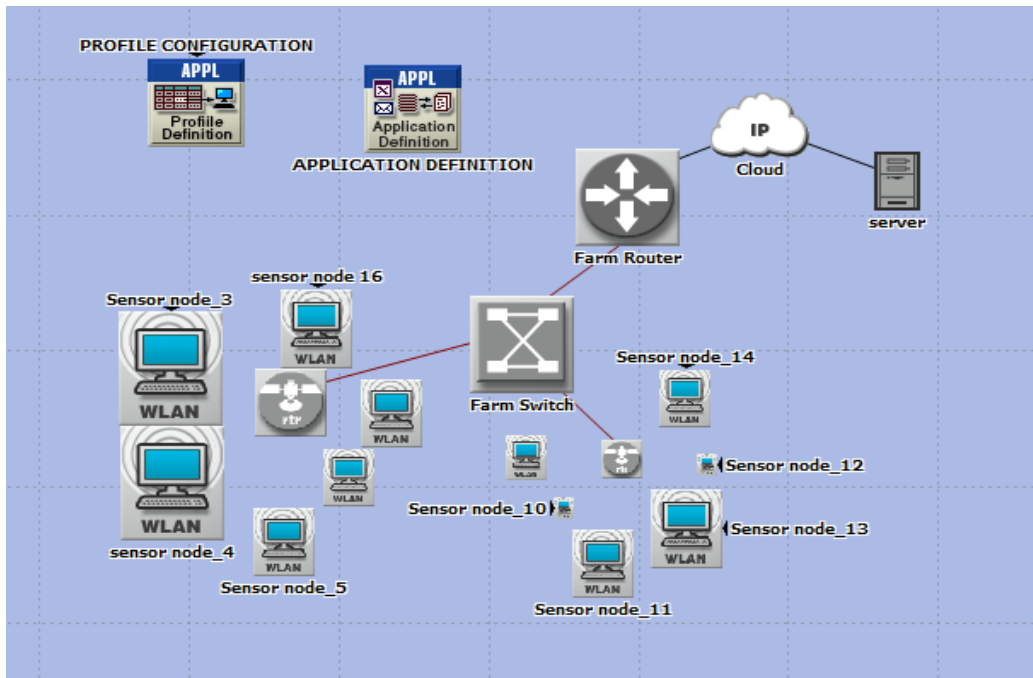 PROFILE CONFIGURATION
APPL
Profile
Definition
APPL
Application
Definition
APPLICATION DEFINITION
IP
Cloud
server
Farm Router
sensor node 16
WLAN
Sensor node_3
WLAN
rtr
WLAN
Farm Switch
Sensor node_14
WLAN
WLAN
sensor node_4
WLAN
WLAN
rtr
Sensor node_12
Sensor node_10
WLAN
Sensor node_13
WLAN
Sensor node_5
WLAN
Sensor node_11